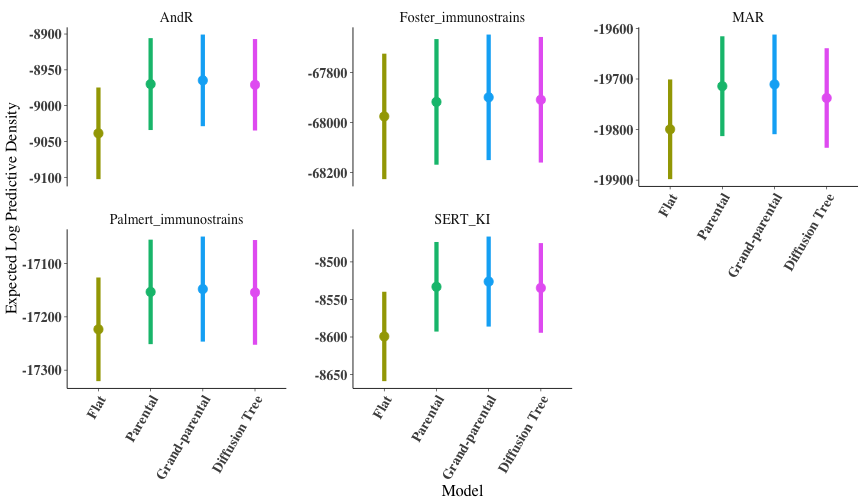 AndR
Foster_immunostrains
MAR
-8900
-8950
-9000
-9050
-9100
-67800
-68000
-68200
-19600
-19700
-19800
-19900
Flat
Parental
Grand-parental
Diffusion Tree
Expected Log Predictive Density
Palmert_immunostrains
SERT_KI
-17100
-17200
-17300
-8500
-8550
-8600
-8650
Flat
Parental
Grand-parental
Diffusion Tree
Flat
Parental
Grand-parental
Diffusion Tree
Model